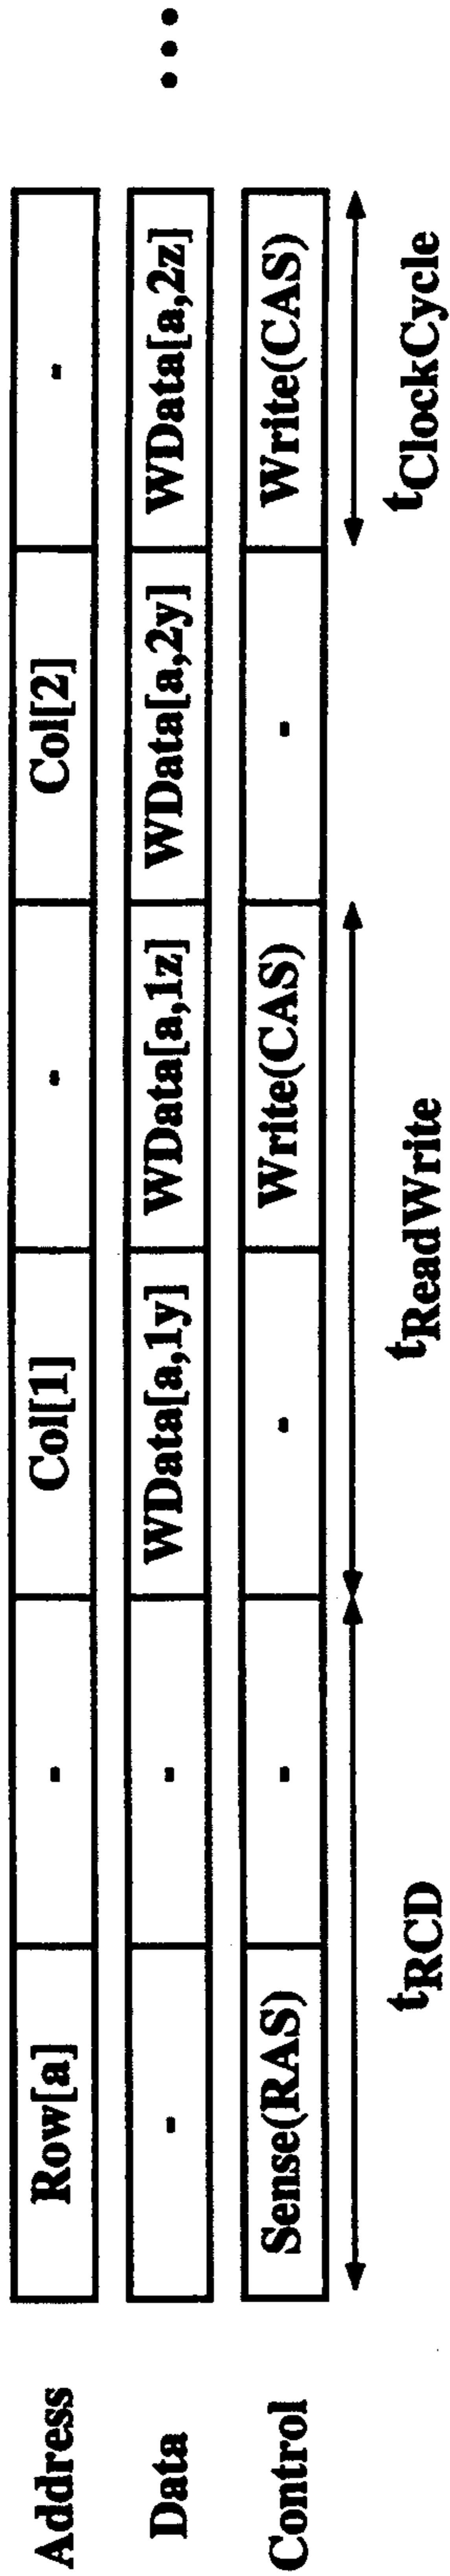 Address Row[a] - Col[1] - Col[2] - 
Data - - WData[a,1y] WData[a,1z] WData[a,2y] WData[a,2z] •••
Control Sense(RAS) - - Write(CAS) - Write(CAS)
tRCD tReadWrite tClockCycle